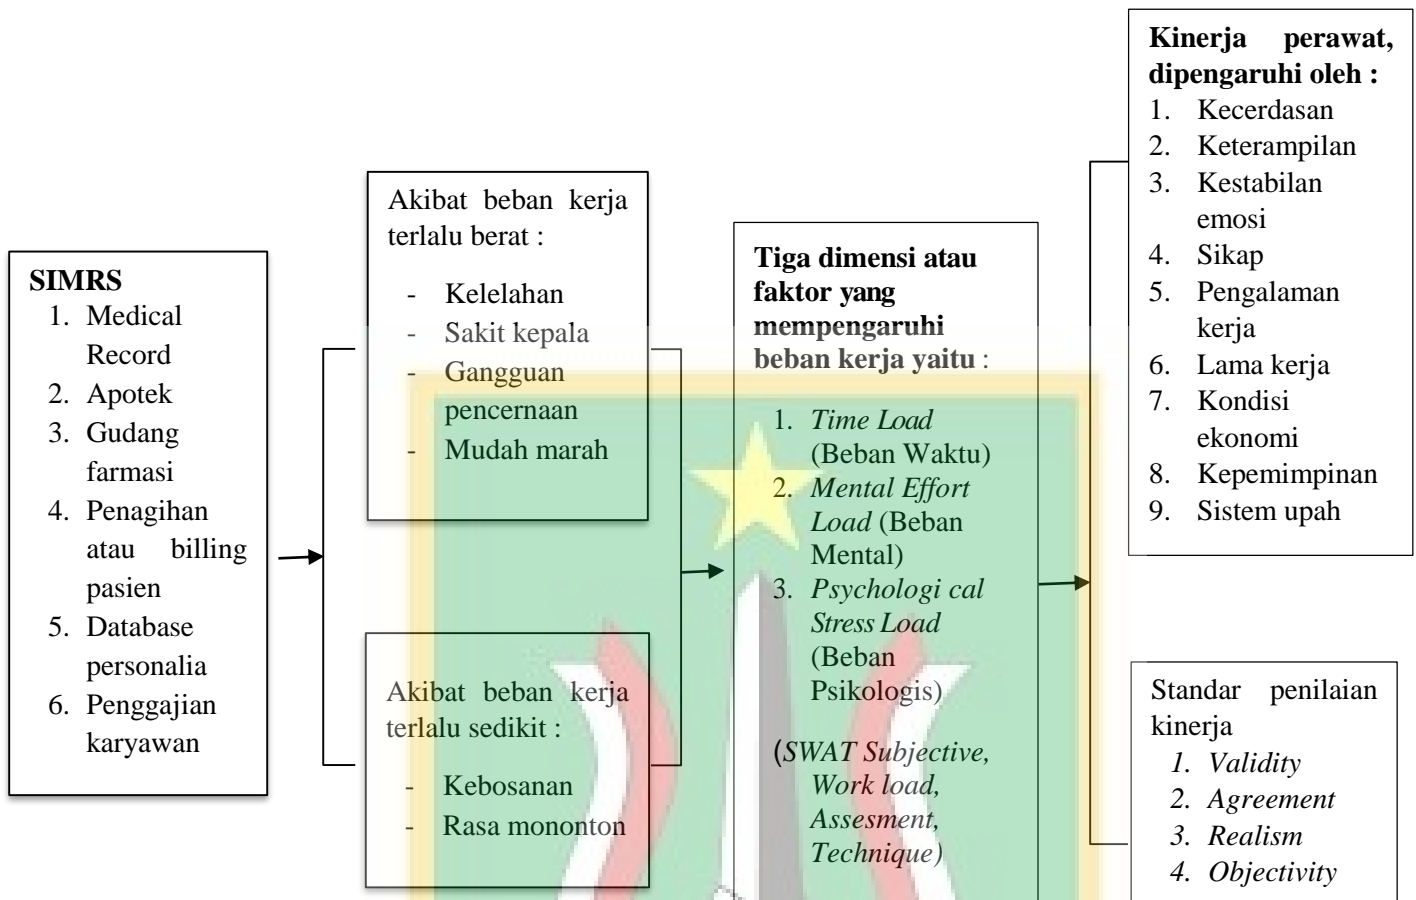 SIMRS
1. Medical
Record
2. Apotek
3. Gudang
farmasi
4. Penagihan
atau billing
pasien
5. Database
personalia
6. Penggajian
karyawan
Akibat beban kerja
terlalu berat :
- Kelelahan
- Sakit kepala
- Gangguan
pencernaan
- Mudah marah
Akibat beban kerja
terlalu sedikit :
- Kebosanan
- Rasa mononton
Tiga dimensi atau
faktor yang
mempengaruhi
beban kerja yaitu :
1. Time Load
(Beban Waktu)
2. Mental Effort
Load (Beban
Mental)
3. Psychologi cal
Stress Load
(Beban
Psikologis)
(SWAT Subjective,
Work load,
Assesment,
Technique)
Kinerja perawat,
dipengaruhi oleh :
1. Kecerdasan
2. Keterampilan
3. Kestabilan
emosi
4. Sikap
5. Pengalaman
kerja
6. Lama kerja
7. Kondisi
ekonomi
8. Kepemimpinan
9. Sistem upah
Standar penilaian
kinerja
1. Validity
2. Agreement
3. Realism
4. Objectivity